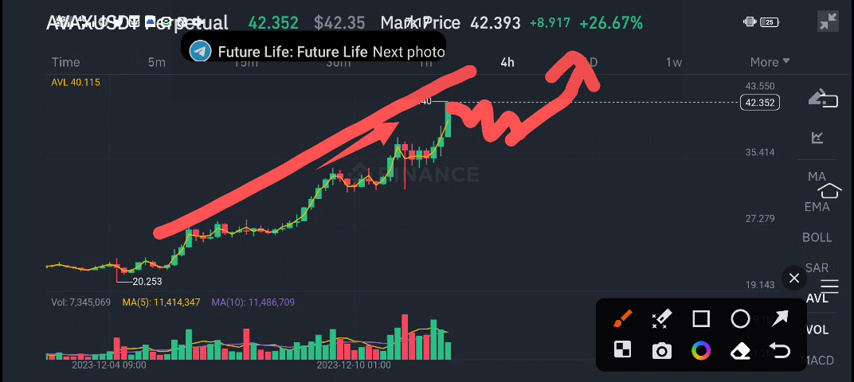 AVAXUSDT Perpetual 42.352 $42.35 Mark Price 42.393 +8.917 +26.67%
25
Future Life: Future Life Next photo
Time 5m 15m 30m 1h 4h D 1w More
AVL 40.115
43.550
42.352
35.414
BINANCE
MA
EMA
27.279
BOLL
SAR
20.253
19.143
AVL
Vol: 7,345,069 MA(5): 11,414,347 MA(10): 11,486,709
VOL
MACD
2023-12-04 09:00 2023-12-10 01:00